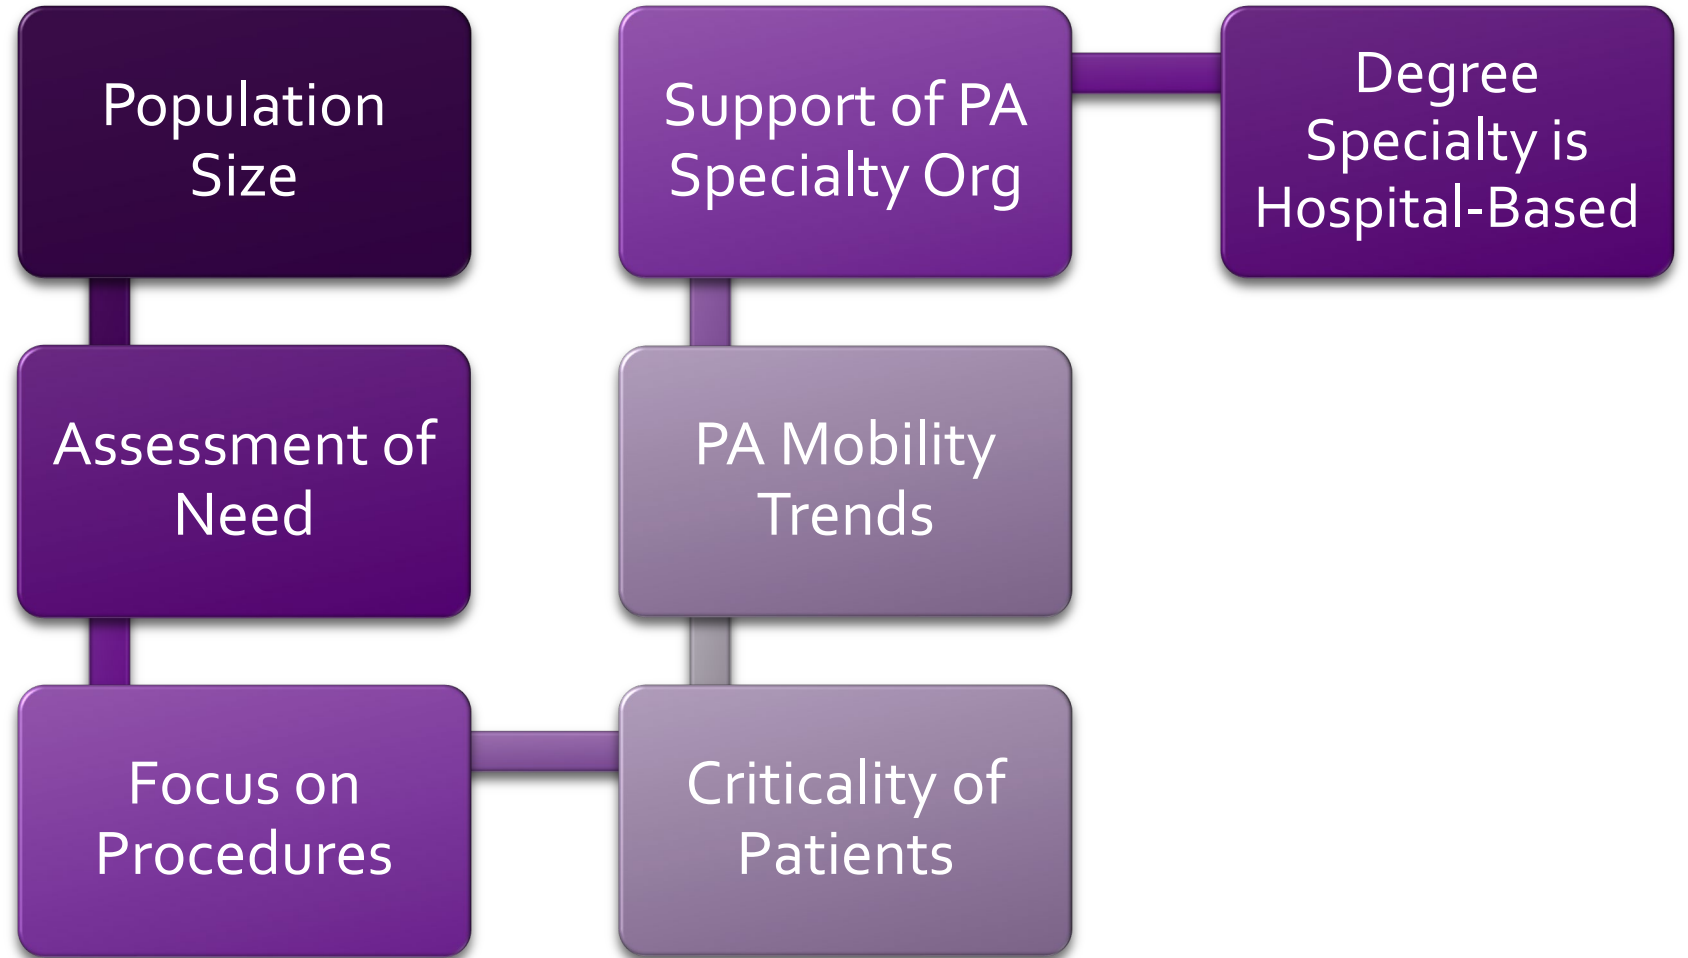 Population
Size
Assessment of
Need
Focus on
Procedures
Criticality of
Patients
PA Mobility
Trends
Support of PA
Specialty Org
Degree
Specialty is
Hospital-Based